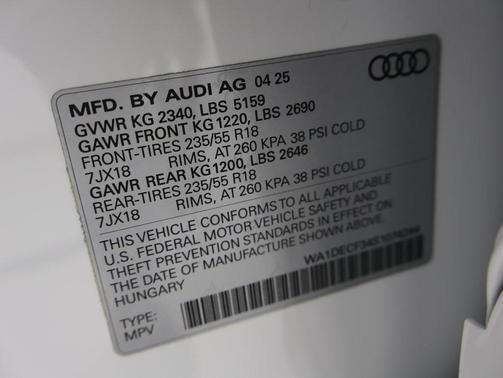 MFD. BY AUDI AG 04 25
GVWR KG 2340, LBS 5159
GAWR FRONT KG 1220, LBS 2690
FRONT-TIRES 235/55 R18
7JX18 RIMS, AT 260 KPA 38 PSI COLD
GAWR REAR KG1200, LBS 2646
REAR-TIRES 235/55 R18
7JX18 RIMS, AT 260 KPA 38 PSI COLD
THIS VEHICLE CONFORMS TO ALL APPLICABLE
U.S. FEDERAL MOTOR VEHICLE SAFETY AND
THEFT PREVENTION STANDARDS IN EFFECT ON
THE DATE OF MANUFACTURE SHOWN ABOVE
HUNGARY
TYPE:
MPV